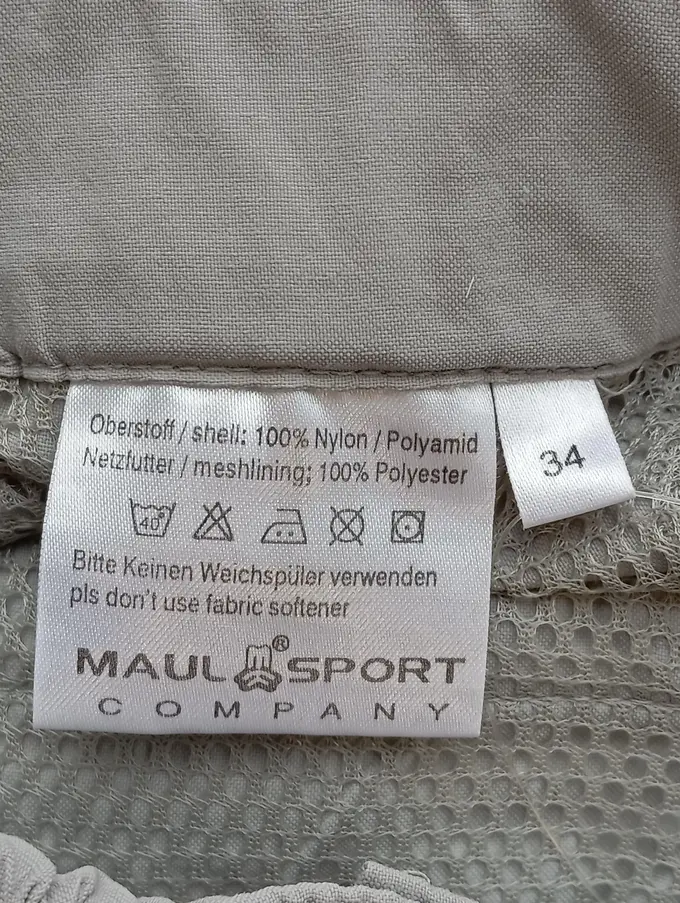 Oberstoff / shell: 100% Nylon / Polyamid
Netzfutter / meshlining; 100% Polyester
34
40°
Bitte Keinen Weichspüler verwenden
pls don't use fabric softener
MAUL ® SPORT
COMPANY